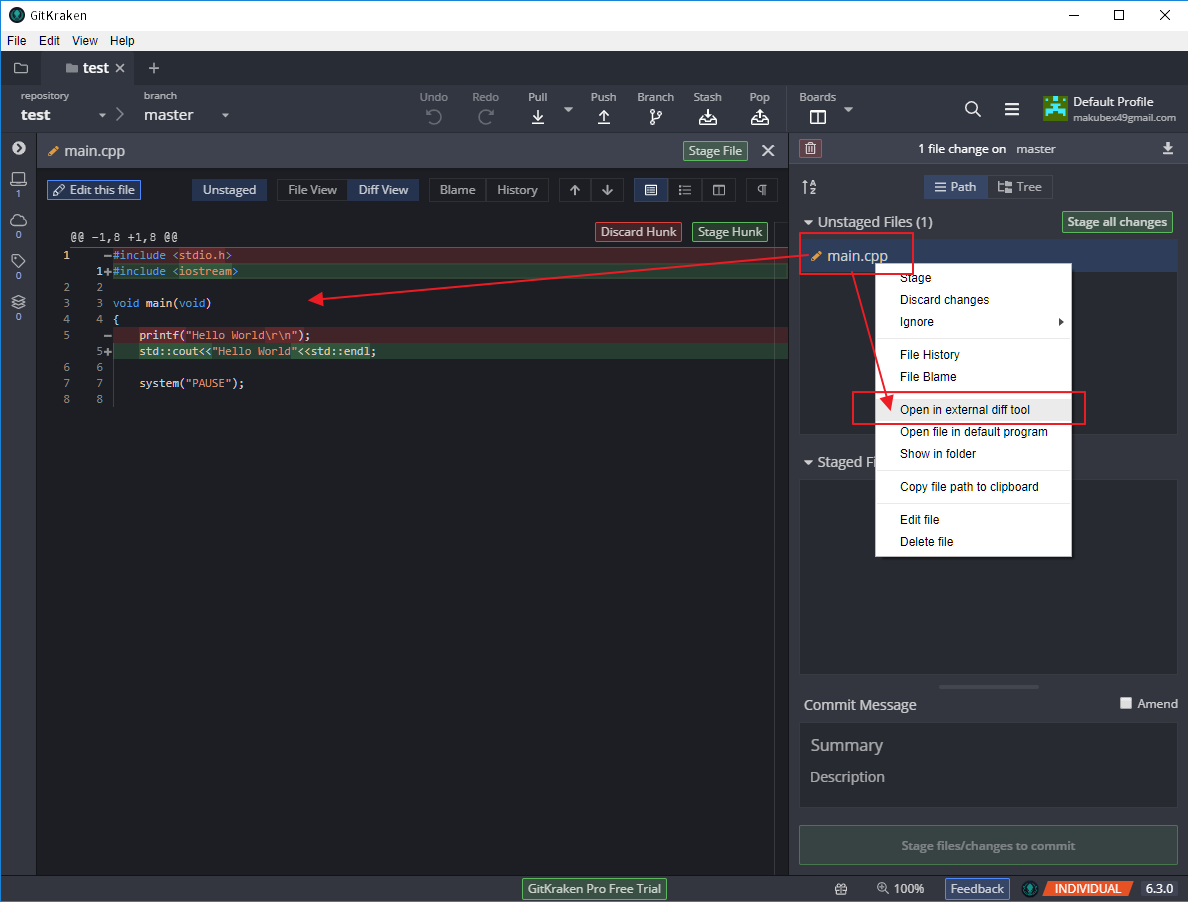 GitKraken
File Edit View Help
test
repository
test
branch
master
Undo Redo Pull Push Branch Stash Pop Boards
Default Profile
makubex49@gmail.com
main.cpp
Stage File
1 file change on master
1
0
0
0
Edit this file Unstaged File View Diff View Blame History
Path Tree
Unstaged Files (1) Stage all changes
main.cpp
@@ -1,8 +1,8 @@ Discard Hunk Stage Hunk
1 −#include <stdio.h>
1+#include <iostream>
2 2
3 3 void main(void)
4 4 {
5 − printf("Hello World\r\n");
5+ std::cout<<"Hello World"<<std::endl;
6 6
7 7 system("PAUSE");
8 8
Stage
Discard changes
Ignore
File History
File Blame
Open in external diff tool
Open file in default program
Show in folder
Copy file path to clipboard
Edit file
Delete file
Staged Fi
Commit Message Amend
Summary
Description
Stage files/changes to commit
GitKraken Pro Free Trial 100% Feedback INDIVIDUAL 6.3.0